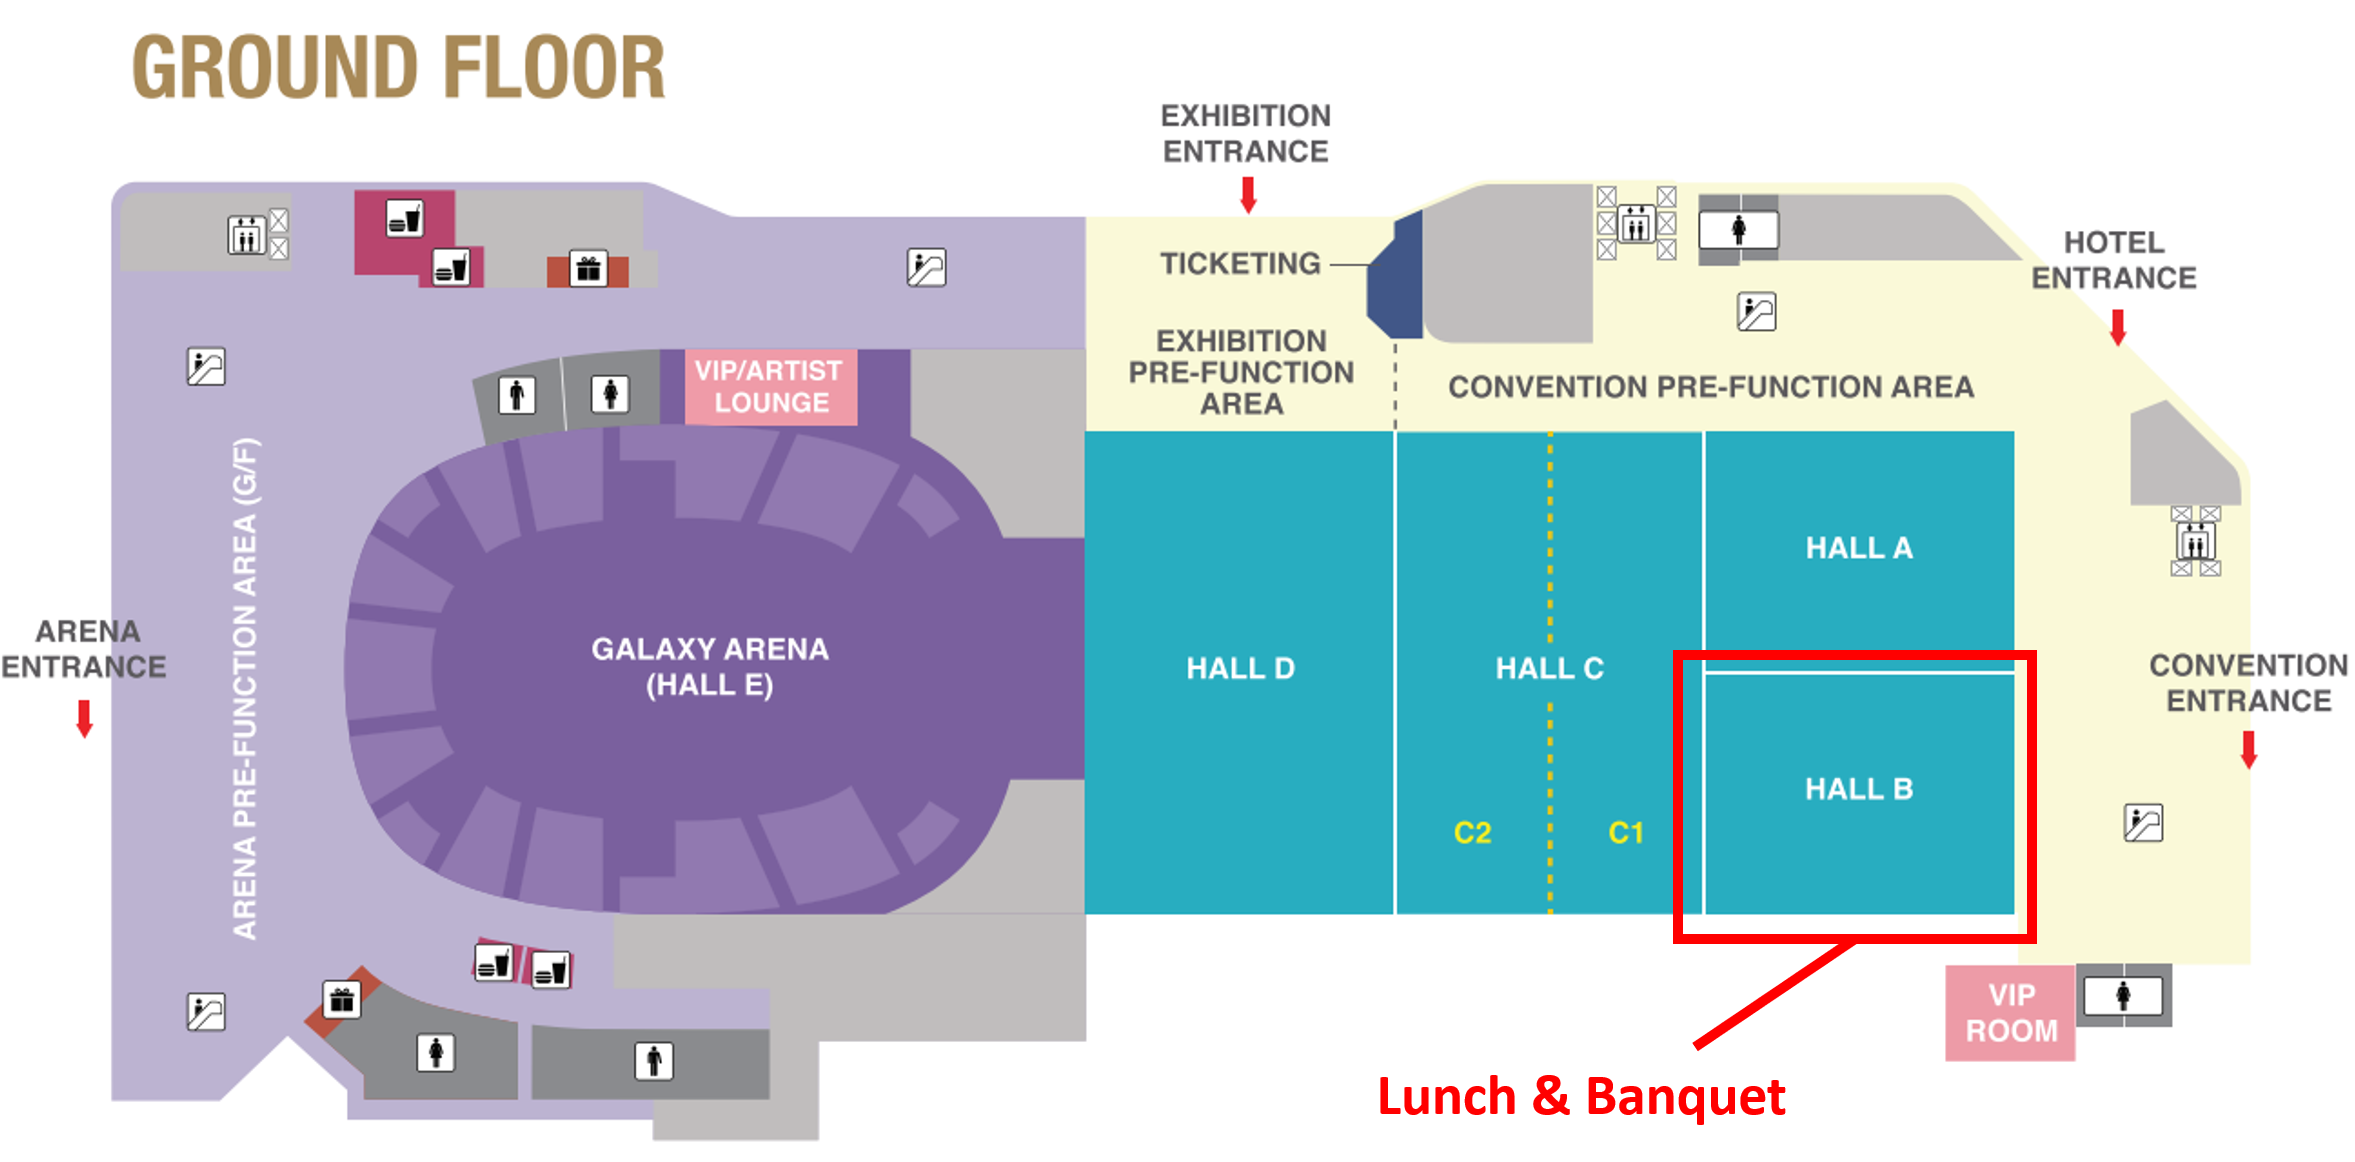 GROUND FLOOR
EXHIBITION
ENTRANCE
TICKETING
HOTEL
ENTRANCE
EXHIBITION
PRE-FUNCTION
AREA
CONVENTION PRE-FUNCTION AREA
VIP/ARTIST
LOUNGE
ARENA PRE-FUNCTION AREA (G/F)
ARENA
ENTRANCE
GALAXY ARENA
(HALL E)
HALL D
HALL C
HALL A
HALL B
C2
C1
CONVENTION
ENTRANCE
VIP
ROOM
Lunch & Banquet